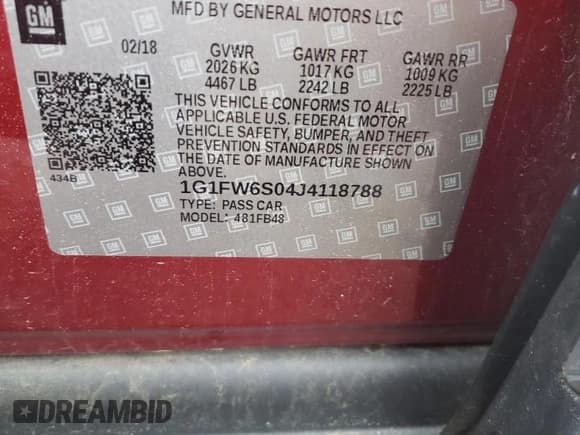 GM
MFD BY GENERAL MOTORS LLC
02/18 GVWR GAWR FRT GAWR RR
2026 KG 1017 KG 1009 KG
4467 LB 2242 LB 2225 LB
THIS VEHICLE CONFORMS TO ALL
APPLICABLE U.S. FEDERAL MOTOR
VEHICLE SAFETY, BUMPER, AND THEFT
PREVENTION STANDARDS IN EFFECT ON
THE DATE OF MANUFACTURE SHOWN
ABOVE.
434B
1G1FW6S04J4118788
TYPE: PASS CAR
MODEL: 481FB48
DREAMBID